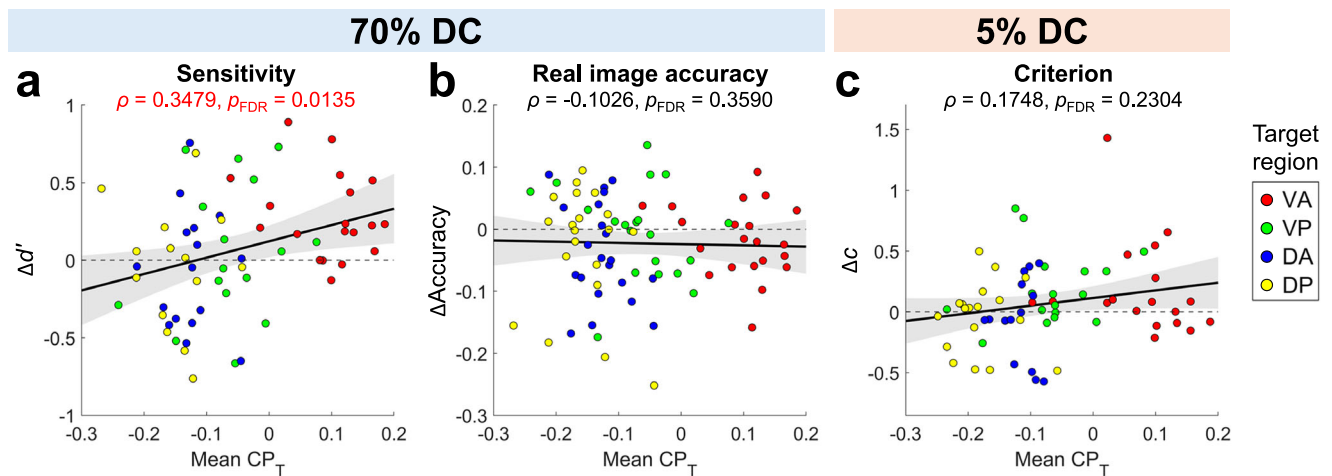 70% DC
5% DC
a
Sensitivity
ρ = 0.3479, pFDR = 0.0135
1
0.5
0
-0.5
-1
Δd′
-0.3
-0.2
-0.1
0
0.1
0.2
Mean CPT
b
Real image accuracy
ρ = -0.1026, pFDR = 0.3590
0.2
0.1
0
-0.1
-0.2
-0.3
ΔAccuracy
-0.3
-0.2
-0.1
0
0.1
0.2
Mean CPT
c
Criterion
ρ = 0.1748, pFDR = 0.2304
1.5
1
0.5
0
-0.5
Δc
-0.3
-0.2
-0.1
0
0.1
0.2
Mean CPT
Target
region
VA
VP
DA
DP